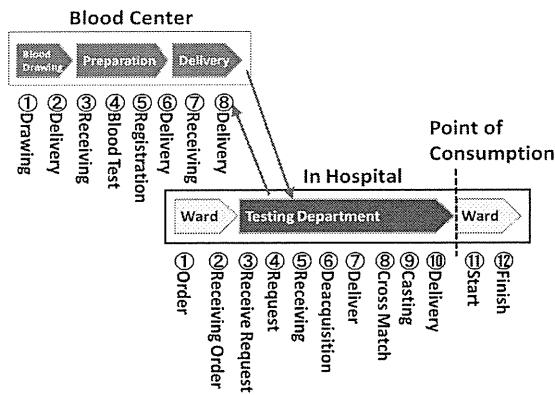 Blood Center
Blood
Drawing
Preparation
Delivery
①Drawing
②Delivery
③Receiving
④Blood Test
⑤Registration
⑥Delivery
⑦Receiving
⑧Delivery
Point of
Consumption
In Hospital
Ward
Testing Department
Ward
①Order
②Receiving Order
③Receive Request
④Request
⑤Receiving
⑥Deacquisition
⑦Deliver
⑧Cross Match
⑨Casting
⑩Delivery
⑪Start
⑫Finish